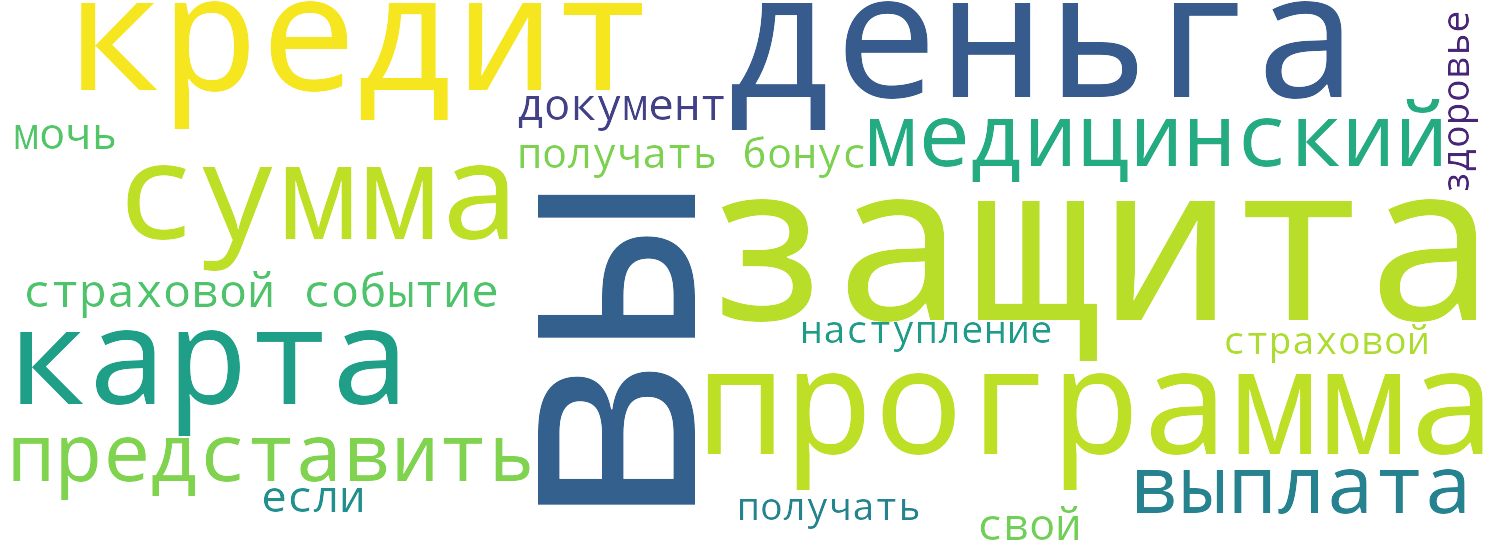 кредит
деньга
здоровье
документ
мочь
получать бонус
медицинский
сумма
Вы
защита
страховой событие
наступление
страховой
карта
программа
представить
выплата
если
получать
свой